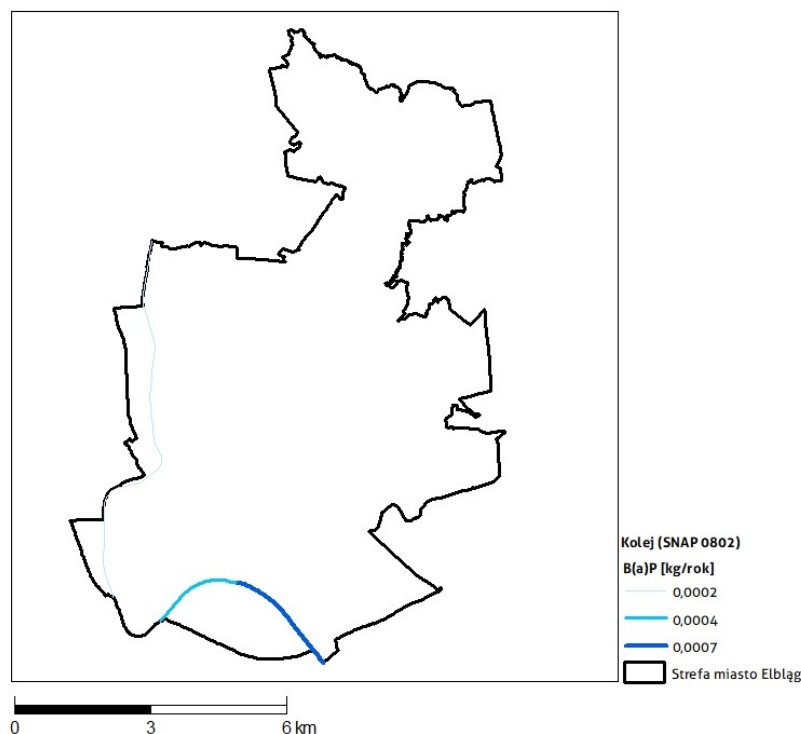 Kolej (SNAP 0802)
B(a)P [kg/rok]
0,0002
0,0004
0,0007
Strefa miasto Elbląg
0 3 6 km